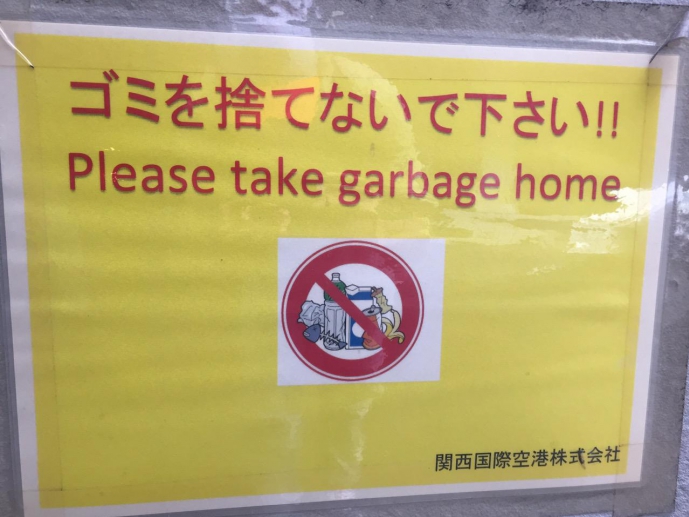 ゴミを捨てないで下さい!!
Please take garbage home
関西国際空港株式会社